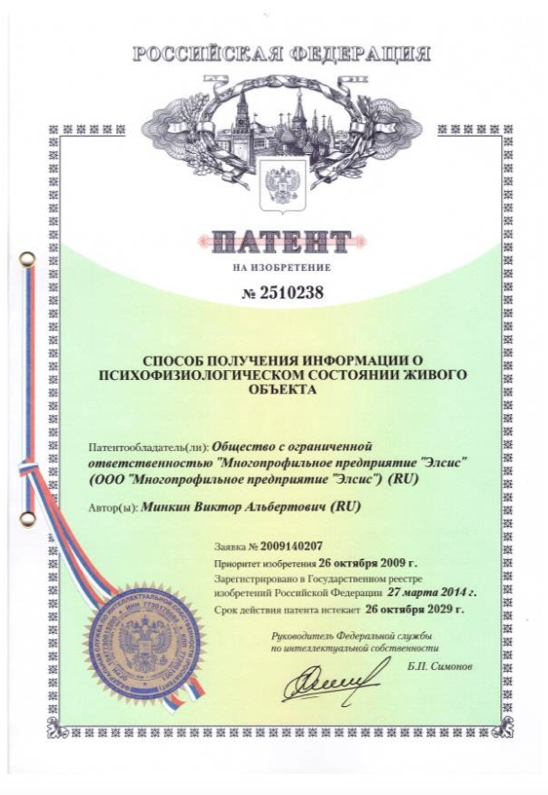 РОССИЙСКАЯ ФЕДЕРАЦИЯ
ПАТЕНТ
НА ИЗОБРЕТЕНИЕ
№ 2510238
СПОСОБ ПОЛУЧЕНИЯ ИНФОРМАЦИИ О
ПСИХОФИЗИОЛОГИЧЕСКОМ СОСТОЯНИИ ЖИВОГО
ОБЪЕКТА
Патентообладатель(ли): Общество с ограниченной
ответственностью "Многопрофильное предприятие "Элсис"
(ООО "Многопрофильное предприятие "Элсис") (RU)
Автор(ы): Минкин Виктор Альбертович (RU)
Заявка № 2009140207
Приоритет изобретения 26 октября 2009 г.
Зарегистрировано в Государственном реестре
изобретений Российской Федерации 27 марта 2014 г.
Срок действия патента истекает 26 октября 2029 г.
Руководитель Федеральной службы
по интеллектуальной собственности
Б.П. Симонов